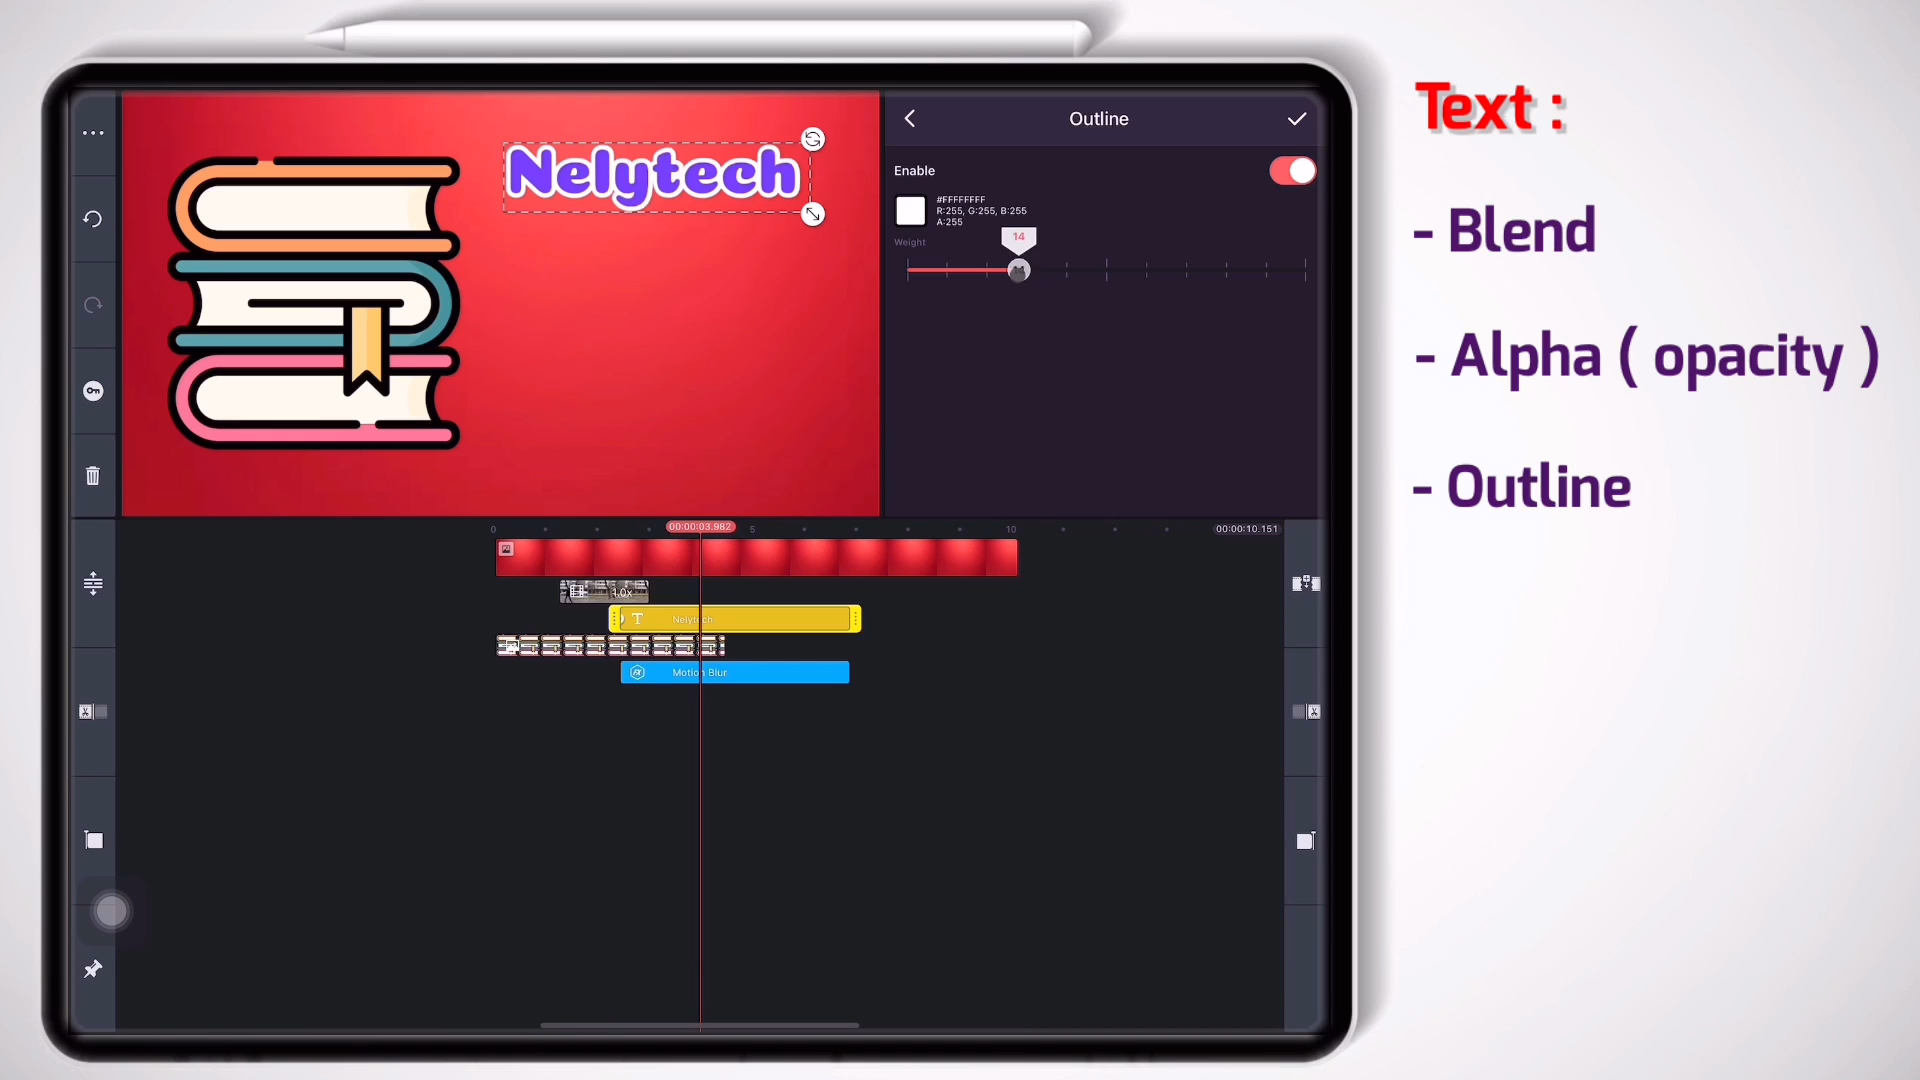 Text :
- Blend
- Alpha ( opacity )
- Outline
Nelytech
Outline
Enable
#FFFFFFFF
R:255, G:255, B:255
A:255
Weight
14
0
00:00:03.982
5
10
00:00:10.151
1.0x
T
Nelytech
FX
Motion Blur